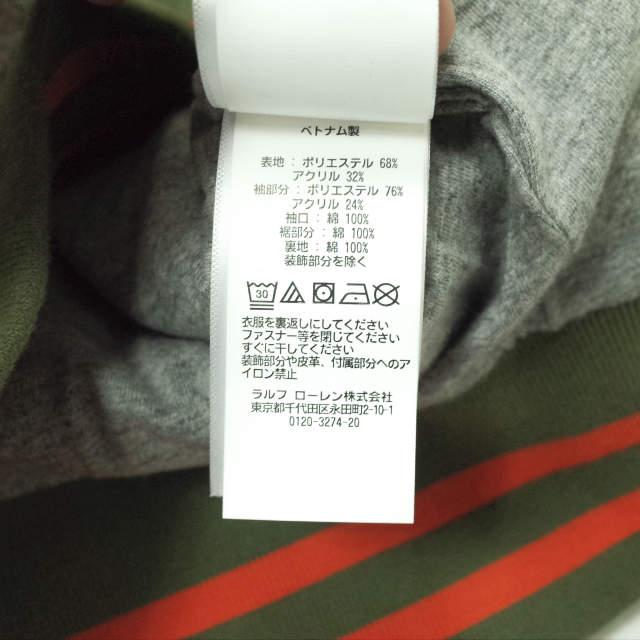 ベトナム製
表地 : ポリエステル 68%
アクリル 32%
袖部分 : ポリエステル 76%
アクリル 24%
袖口 : 綿 100%
裾部分 : 綿 100%
裏地 : 綿 100%
装飾部分を除く
30
衣服を裏返しにしてください
ファスナー等を閉じてください
すぐに干してください
装飾部分や皮革、付属部分へのア
イロン禁止
ラルフ ローレン株式会社
東京都千代田区永田町2-10-1
0120-3274-20